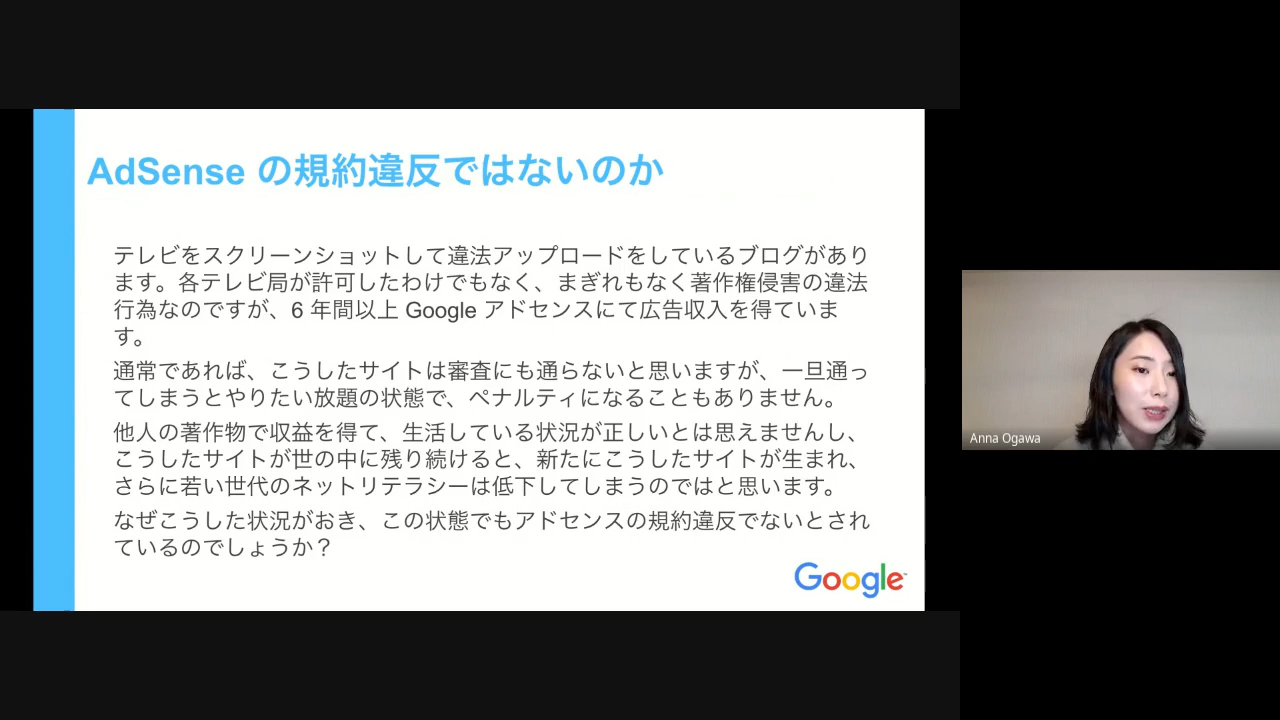 AdSense の規約違反ではないのか
テレビをスクリーンショットして違法アップロードをしているブログがあり
ます。各テレビ局が許可したわけでもなく、まぎれもなく著作権侵害の違法
行為なのですが、6 年間以上 Google アドセンスにて広告収入を得ていま
す。
通常であれば、こうしたサイトは審査にも通らないと思いますが、一旦通っ
てしまうとやりたい放題の状態で、ペナルティになることもありません。
他人の著作物で収益を得て、生活している状況が正しいとは思えませんし、
こうしたサイトが世の中に残り続けると、新たにこうしたサイトが生まれ、
さらに若い世代のネットリテラシーは低下してしまうのではと思います。
なぜこうした状況がおき、この状態でもアドセンスの規約違反でないとされ
ているのでしょうか？
Google
Anna Ogawa